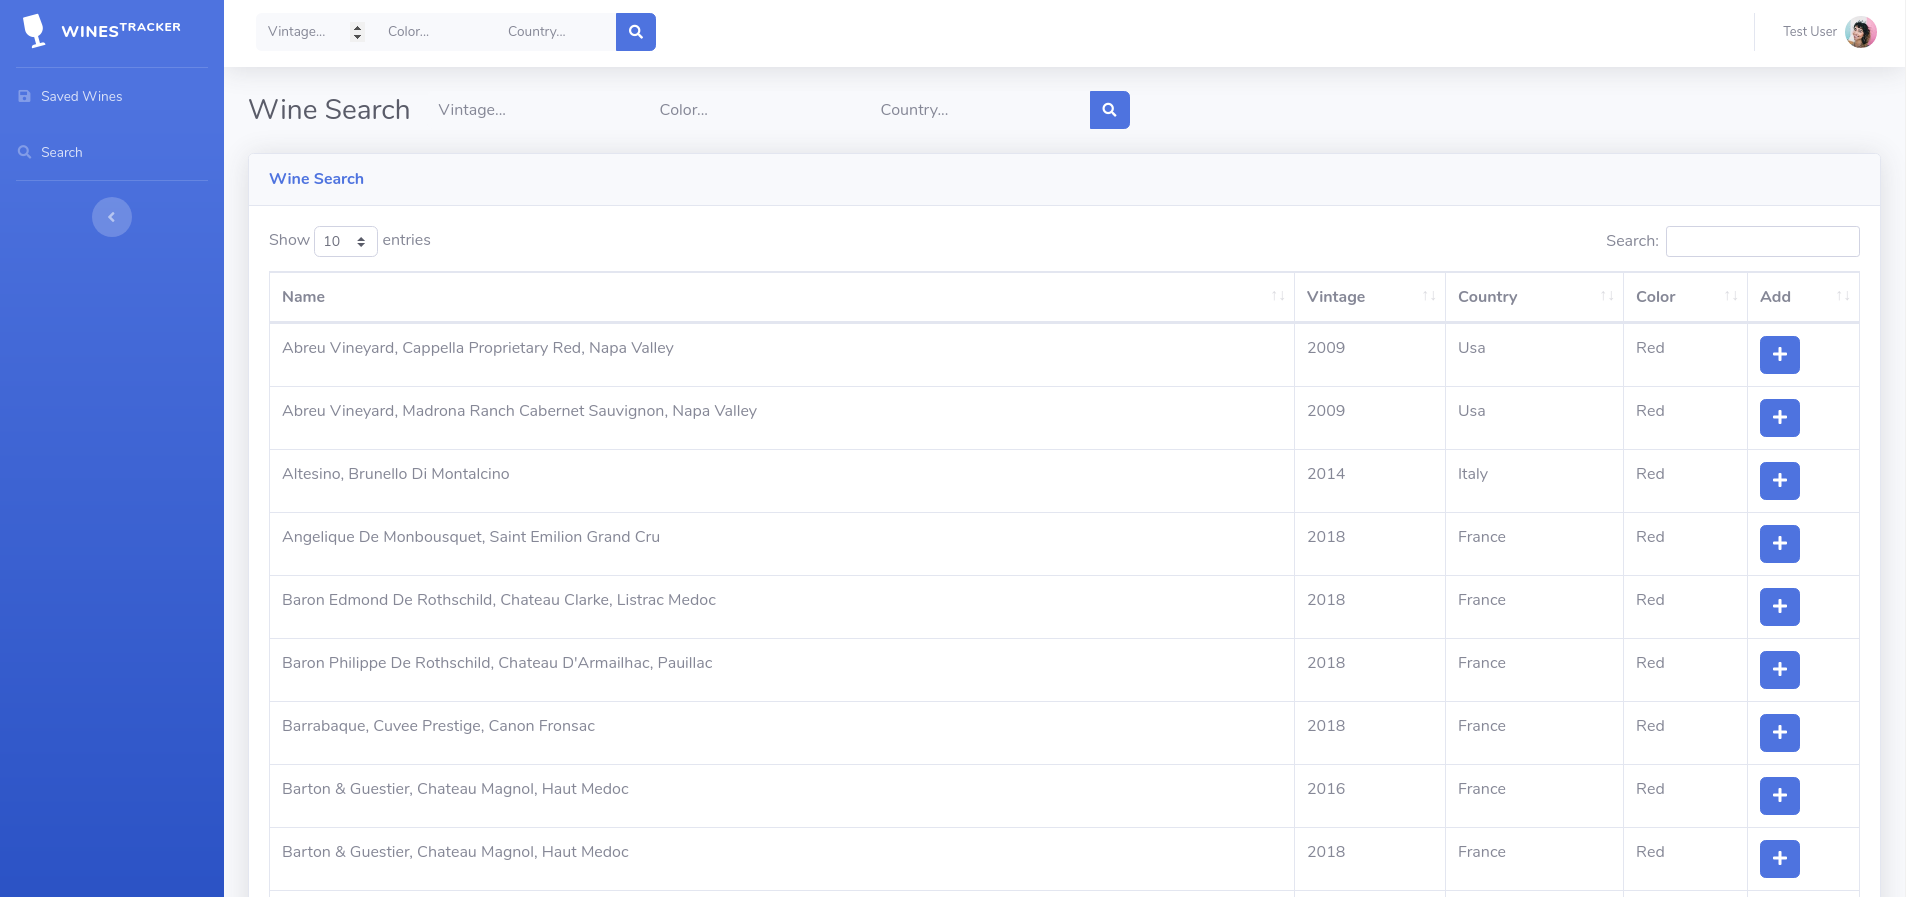 WINESTRACKER
Vintage... Color... Country...
Test User
Saved Wines
Search
Wine Search Vintage... Color... Country...
Wine Search
Show 10 entries Search:
Name Vintage Country Color Add
Abreu Vineyard, Cappella Proprietary Red, Napa Valley 2009 Usa Red
Abreu Vineyard, Madrona Ranch Cabernet Sauvignon, Napa Valley 2009 Usa Red
Altesino, Brunello Di Montalcino 2014 Italy Red
Angelique De Monbousquet, Saint Emilion Grand Cru 2018 France Red
Baron Edmond De Rothschild, Chateau Clarke, Listrac Medoc 2018 France Red
Baron Philippe De Rothschild, Chateau D'Armailhac, Pauillac 2018 France Red
Barrabaque, Cuvee Prestige, Canon Fronsac 2018 France Red
Barton & Guestier, Chateau Magnol, Haut Medoc 2016 France Red
Barton & Guestier, Chateau Magnol, Haut Medoc 2018 France Red